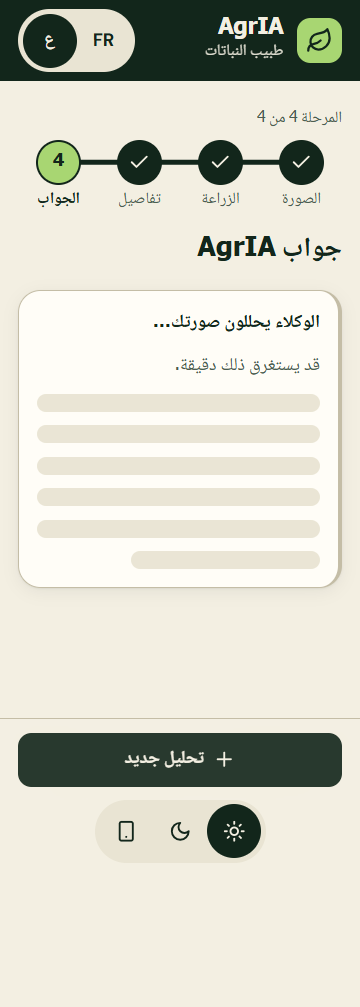 AgrIA
طبيب النباتات
FR
ع
المرحلة 4 من 4
الصورة
الزراعة
تفاصيل
4
الجواب
جواب AgrIA
الوكلاء يحللون صورتك...
قد يستغرق ذلك دقيقة.
تحليل جديد